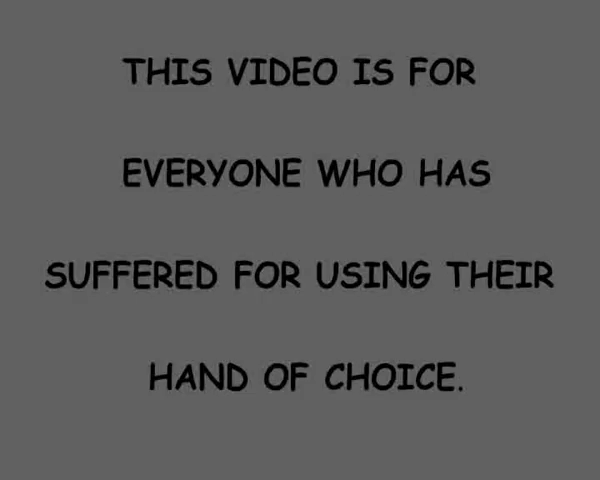 THIS VIDEO IS FOR
EVERYONE WHO HAS
SUFFERED FOR USING THEIR
HAND OF CHOICE.